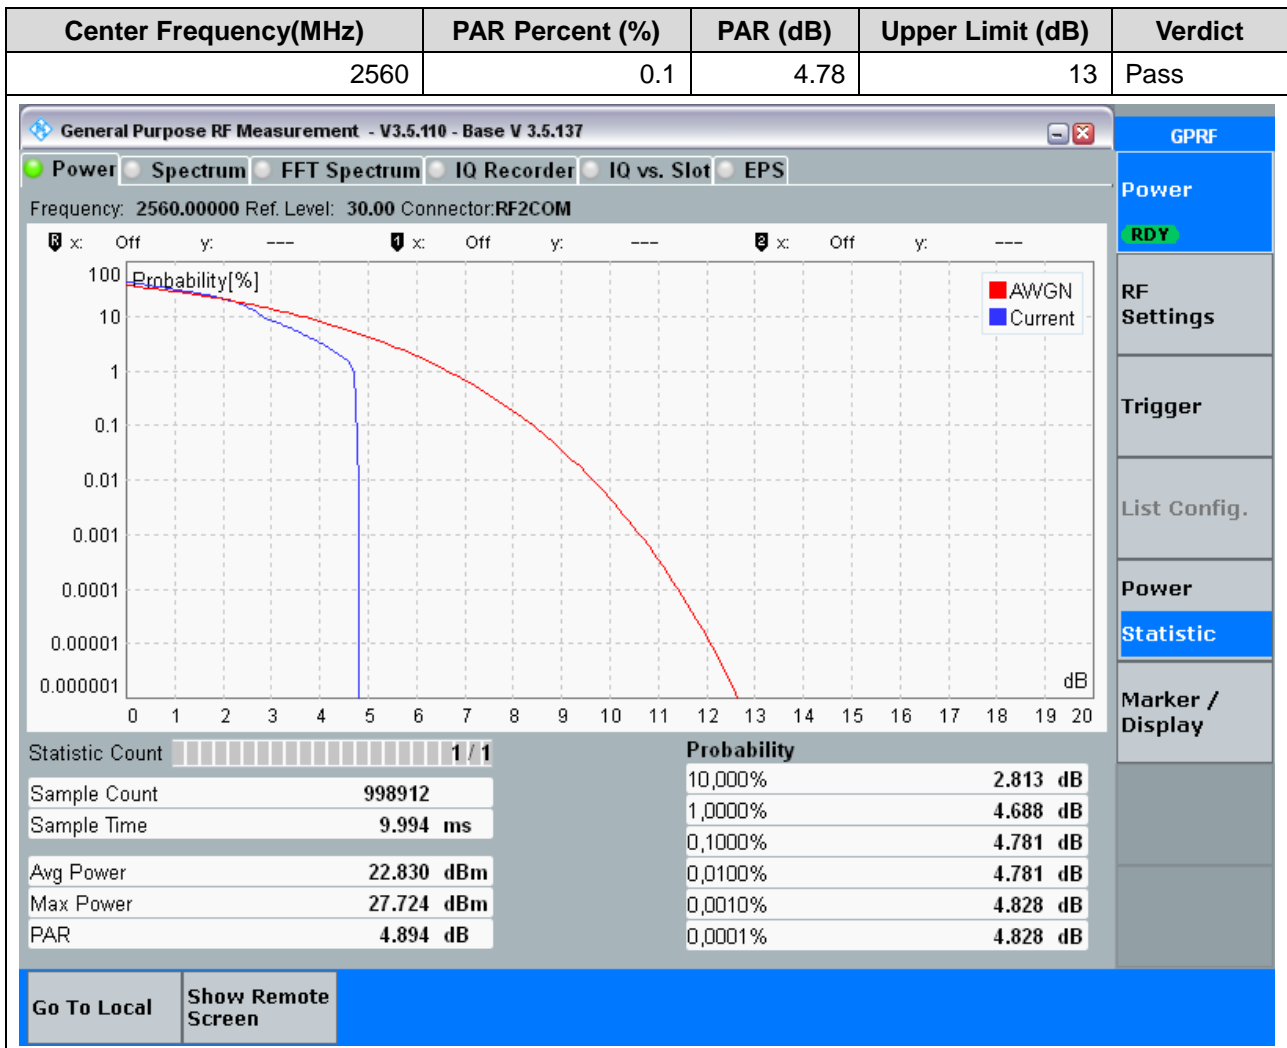 Center Frequency(MHz) PAR Percent (%) PAR (dB) Upper Limit (dB) Verdict
2560 0.1 4.78 13 Pass
General Purpose RF Measurement - V3.5.110 - Base V 3.5.137
GPRF
Power Spectrum FFT Spectrum IQ Recorder IQ vs. Slot EPS
Power
RDY
Frequency: 2560.00000 Ref. Level: 30.00 Connector:RF2COM
R x: Off y: --- 1 x: Off y: --- 2 x: Off y: ---
100 Probability[%]
AWGN
Current
10
1
0.1
0.01
0.001
0.0001
0.00001
0.000001
dB
0 1 2 3 4 5 6 7 8 9 10 11 12 13 14 15 16 17 18 19 20
RF
Settings
Trigger
List Config.
Power
Statistic
Marker /
Display
Statistic Count 1 / 1
Sample Count 998912
Sample Time 9.994 ms
Avg Power 22.830 dBm
Max Power 27.724 dBm
PAR 4.894 dB
Probability
10,000% 2.813 dB
1,0000% 4.688 dB
0,1000% 4.781 dB
0,0100% 4.781 dB
0,0010% 4.828 dB
0,0001% 4.828 dB
Go To Local
Show Remote
Screen